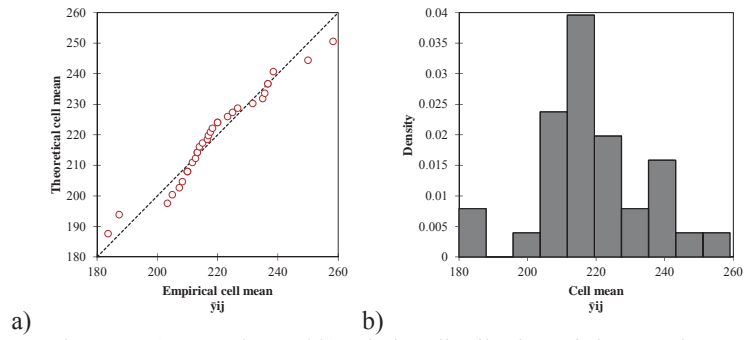 260
250
240
230
220
210
200
190
180
Theoretical cell mean
180 200 220 240 260
Empirical cell mean
ȳij
a)
0.04
0.035
0.03
0.025
0.02
0.015
0.01
0.005
0
Density
180 200 220 240 260
Cell mean
ȳij
b)